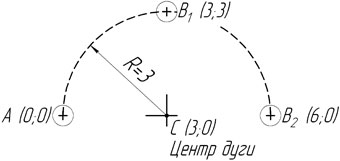 B₁ (3;3)
R=3
A (0;0)
B₂ (6,0)
C (3;0)
Центр дуги